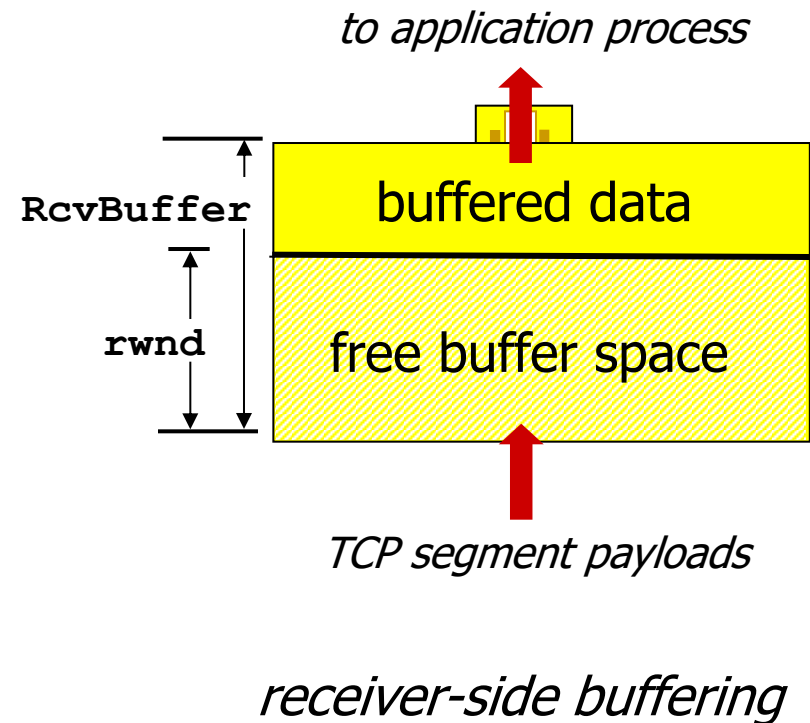 to application process
RcvBuffer
buffered data
rwnd
free buffer space
TCP segment payloads
receiver-side buffering